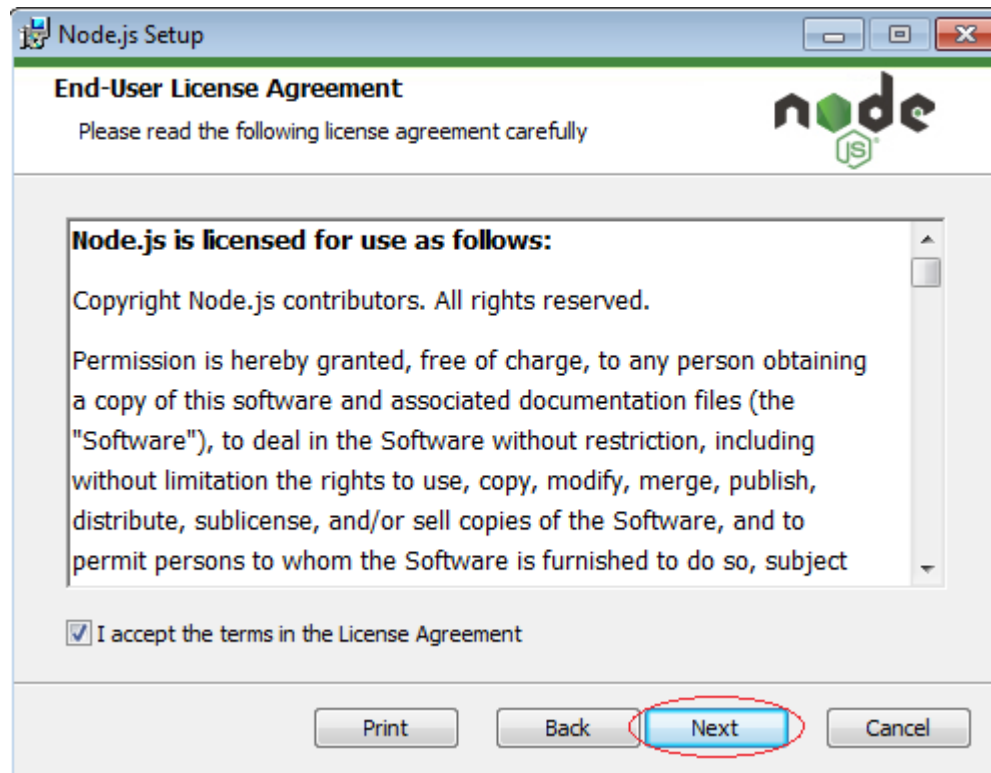 Node.js Setup
End-User License Agreement
Please read the following license agreement carefully
node
JS
Node.js is licensed for use as follows:
Copyright Node.js contributors. All rights reserved.
Permission is hereby granted, free of charge, to any person obtaining
a copy of this software and associated documentation files (the
"Software"), to deal in the Software without restriction, including
without limitation the rights to use, copy, modify, merge, publish,
distribute, sublicense, and/or sell copies of the Software, and to
permit persons to whom the Software is furnished to do so, subject
I accept the terms in the License Agreement
Print Back Next Cancel